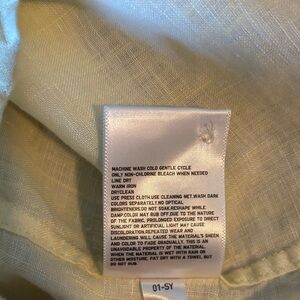 MACHINE WASH COLD GENTLE CYCLE
ONLY NON-CHLORINE BLEACH WHEN NEEDED
LINE DRY
WARM IRON
DRYCLEAN
USE PRESS CLOTH.USE CLEANING NET.WASH DARK
COLORS SEPARATELY.NO OPTICAL
BRIGHTENERS.DO NOT SOAK.RESHAPE WHILE
DAMP.COLOR MAY RUB OFF.DUE TO THE NATURE
OF THE FABRIC, PROLONGED EXPOSURE TO DIRECT
SUNLIGHT OR ARTIFICIAL LIGHT MAY CAUSE
DISCOLORATION.REPEATED WEAR AND
LAUNDERING WILL CAUSE THE MATERIAL'S SHEEN
AND COLOR TO FADE GRADUALLY. THIS IS AN
UNAVOIDABLE PROPERTY OF THE MATERIAL.
WHEN THE MATERIAL IS WET WITH RAIN OR
OTHER MOISTURE, PAT DRY WITH A TOWEL BUT
DO NOT RUB.
01-SY